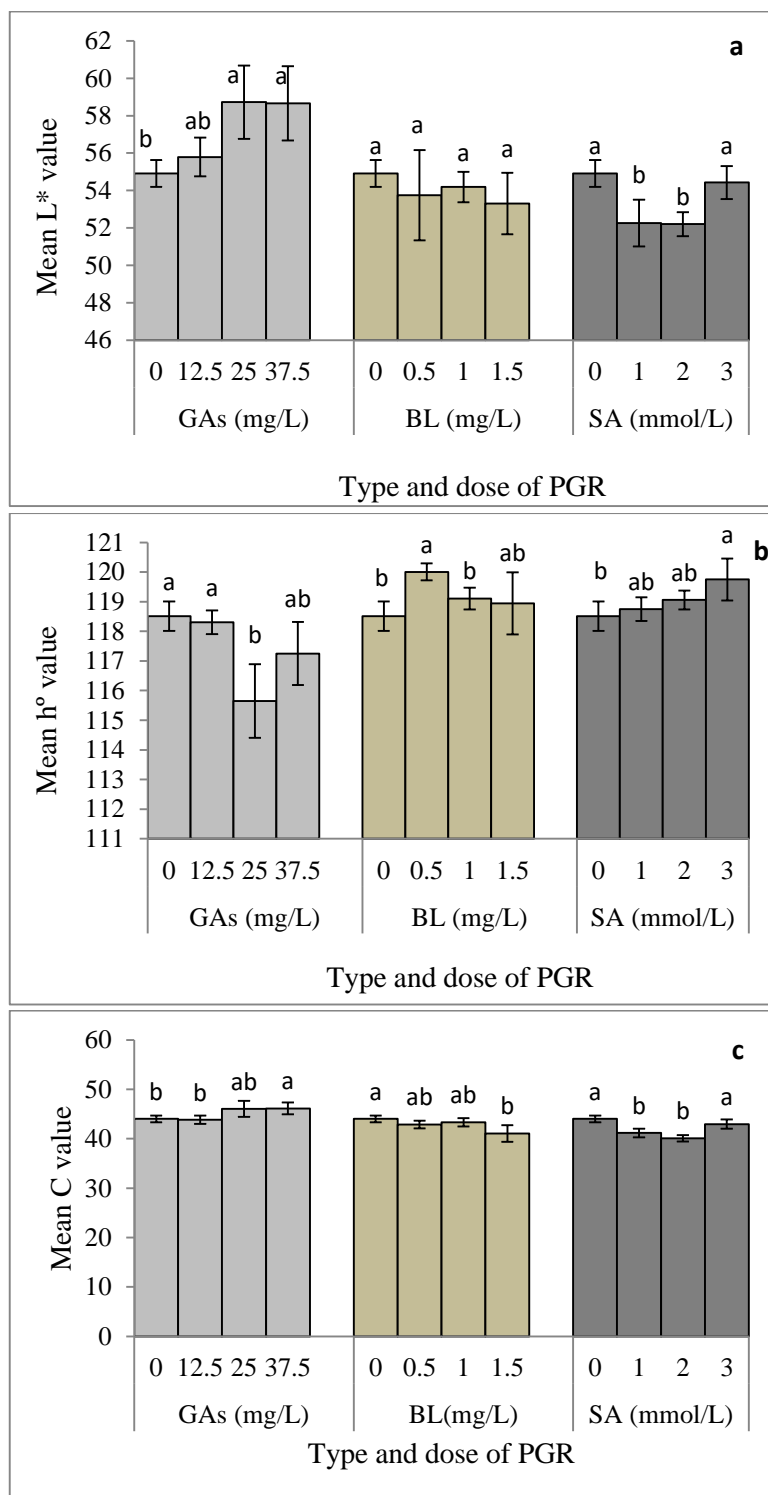 a
Mean L* value
62
60
58
56
54
52
50
48
46
b ab a a a a a a a b b a
0 12.5 25 37.5 0 0.5 1 1.5 0 1 2 3
GAs (mg/L) BL (mg/L) SA (mmol/L)
Type and dose of PGR
b
Mean hº value
121
120
119
118
117
116
115
114
113
112
111
a a b ab b a b ab b ab ab a
0 12.5 25 37.5 0 0.5 1 1.5 0 1 2 3
GAs (mg/L) BL (mg/L) SA (mmol/L)
Type and dose of PGR
c
Mean C value
60
50
40
30
20
10
0
b b ab a a ab ab b a b b a
0 12.5 25 37.5 0 0.5 1 1.5 0 1 2 3
GAs (mg/L) BL(mg/L) SA (mmol/L)
Type and dose of PGR